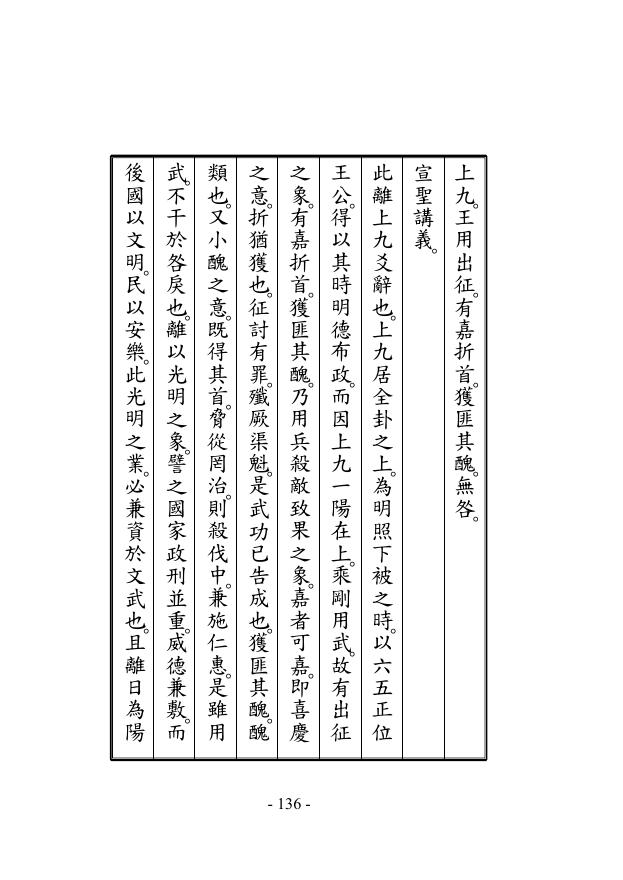 上九。王用出征。有嘉折首。獲匪其醜。無咎。
宣聖講義。
此離上九爻辭也。上九居全卦之上。為明照下被之時。以六五正位
王公。得以其時明德布政。而因上九一陽在上。乘剛用武。故有出征
之象。有嘉折首。獲匪其醜。乃用兵殺敵致果之象。嘉者可嘉。即喜慶
之意。折猶獲也。征討有罪。殲厥渠魁。是武功已告成也。獲匪其醜。醜
類也。又小醜之意。既得其首。脅從罔治。則殺伐中。兼施仁惠。是雖用
武。不干於咎戾也。離以光明之象。譬之國家政刑並重。威德兼敷。而
後國以文明。民以安樂。此光明之業。必兼資於文武也。且離日為陽
- 136 -